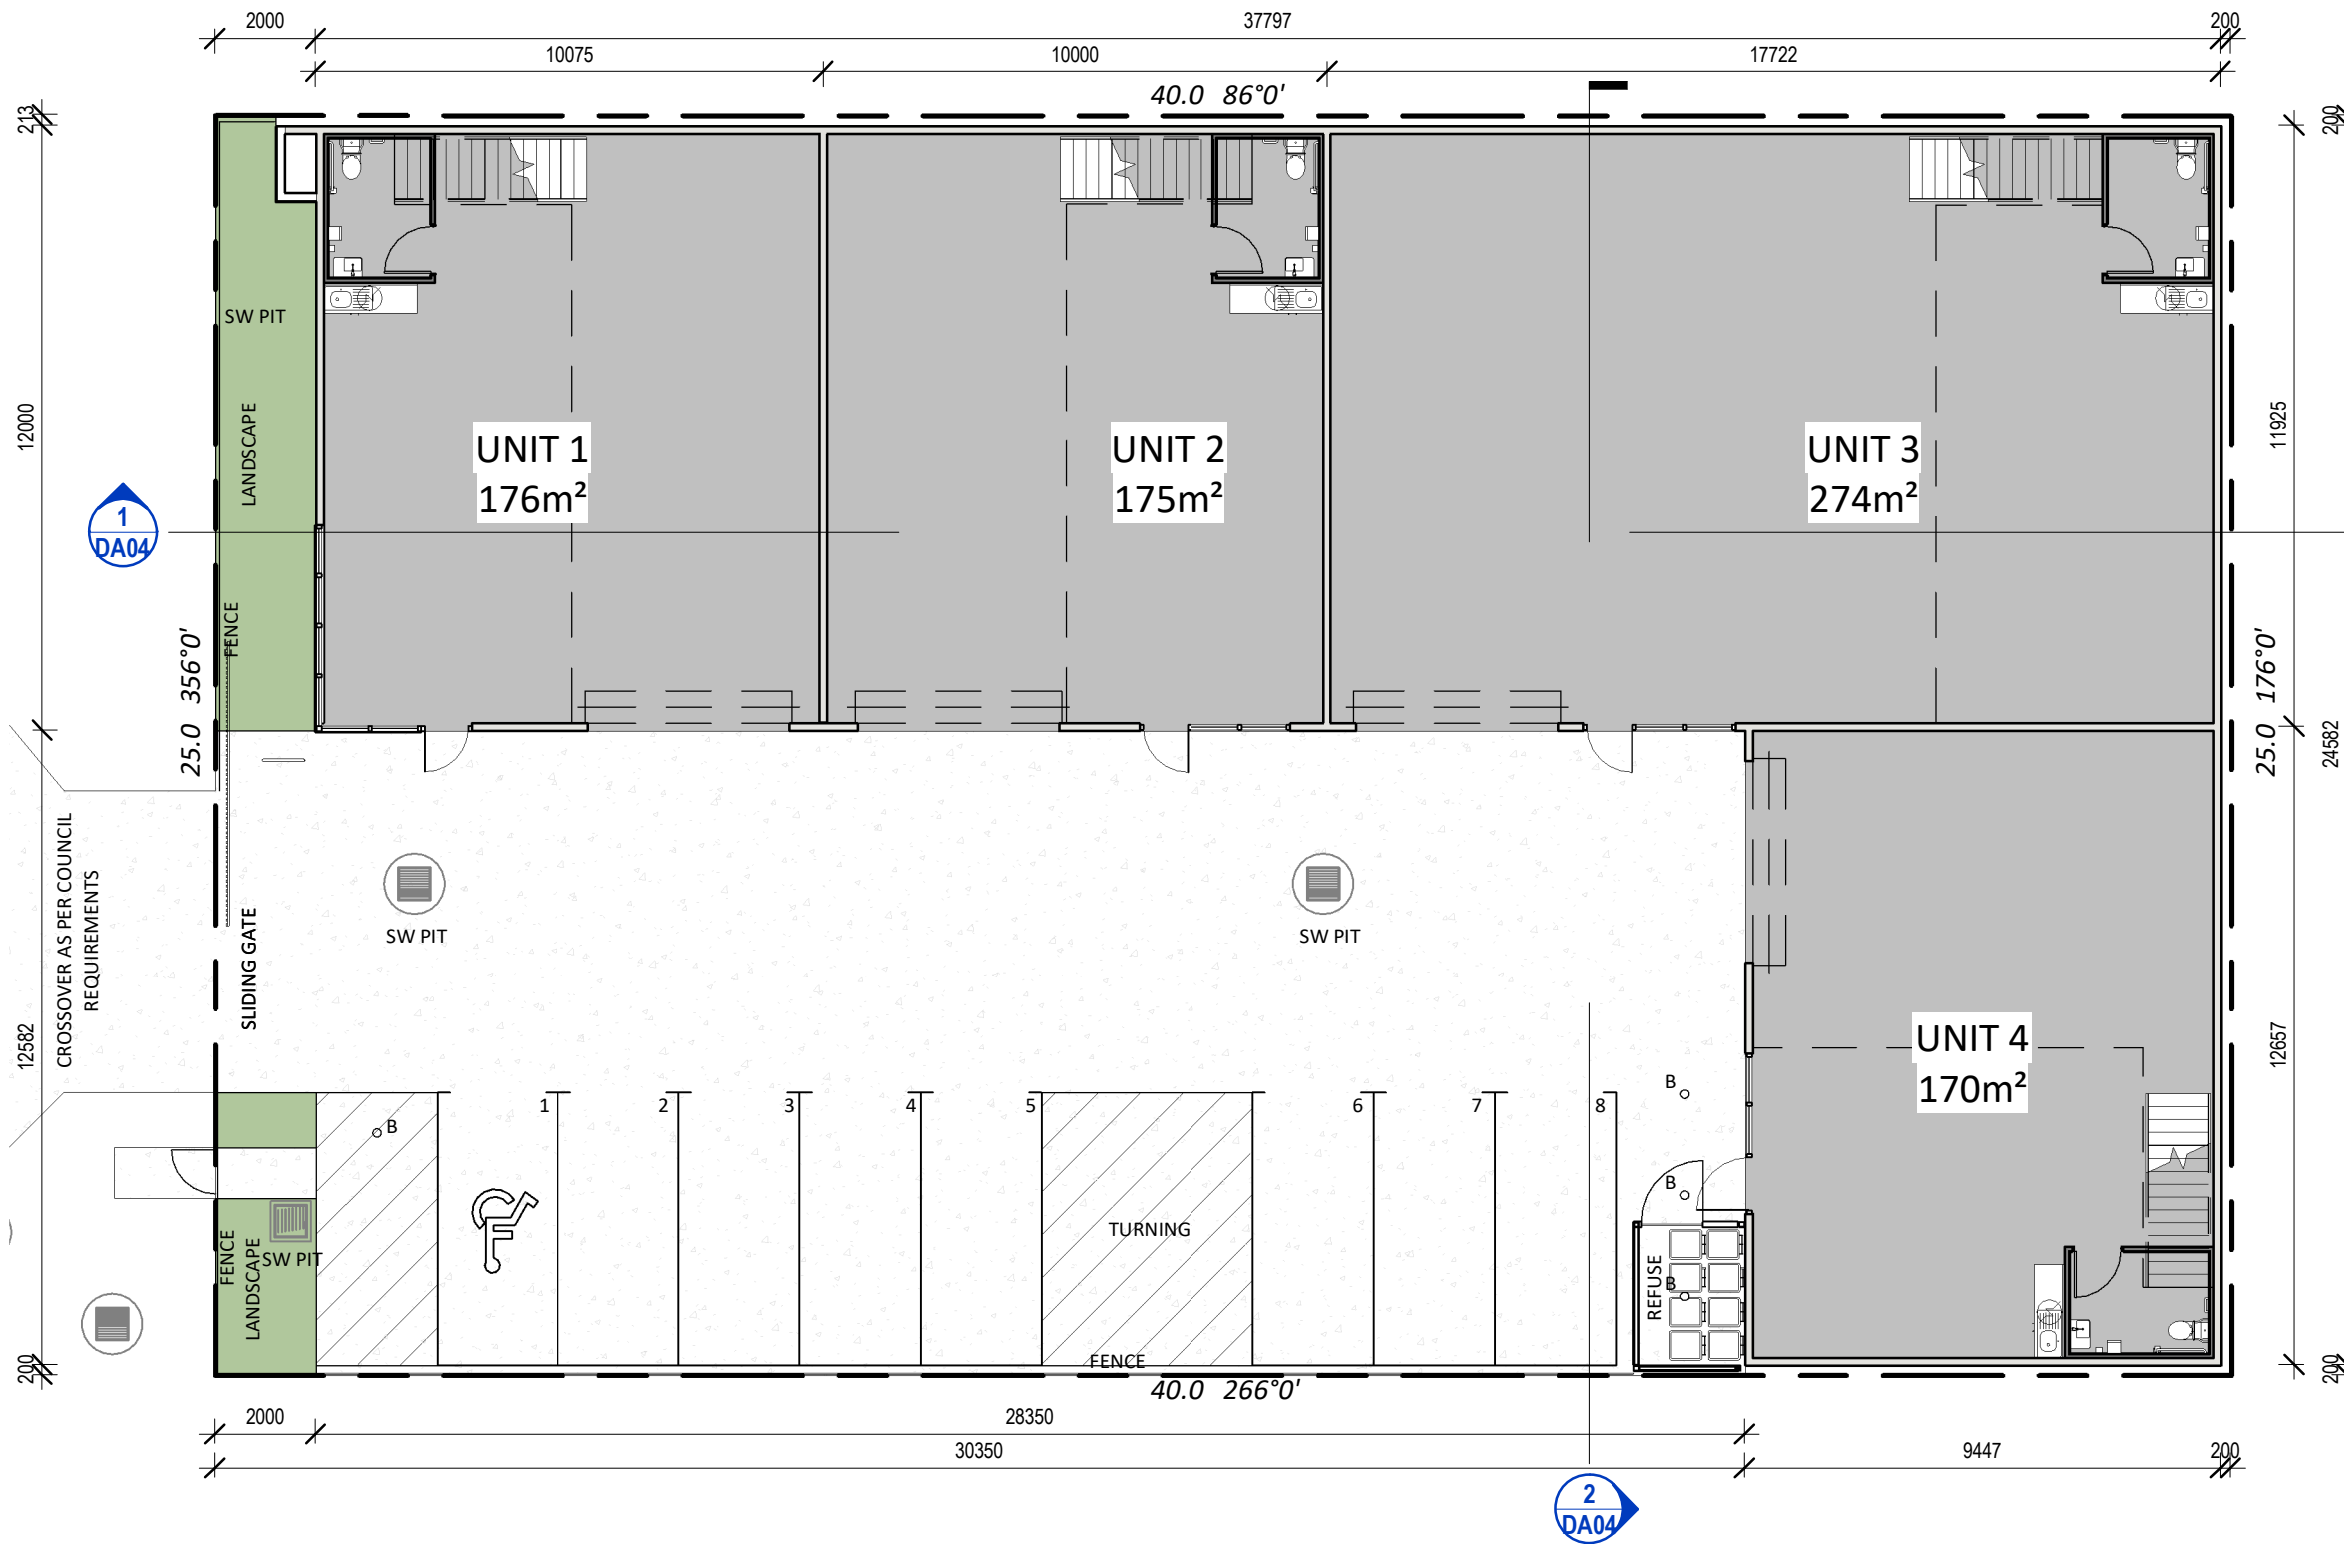 2000
37797
200
10075
10000
17722
40.0 86°0'
213
200
12000
11925
SW PIT
LANDSCAPE
FENCE
UNIT 1
176m²
UNIT 2
175m²
UNIT 3
274m²
1
DA04
25.0 356°0'
25.0 176°0'
24582
CROSSOVER AS PER COUNCIL
REQUIREMENTS
SLIDING GATE
SW PIT
SW PIT
12582
12657
UNIT 4
170m²
B
1
2
3
4
5
6
7
8
B
B
B
TURNING
REFUSE
FENCE
LANDSCAPE
SW PIT
FENCE
200
200
40.0 266°0'
2000
28350
30350
9447
200
2
DA04